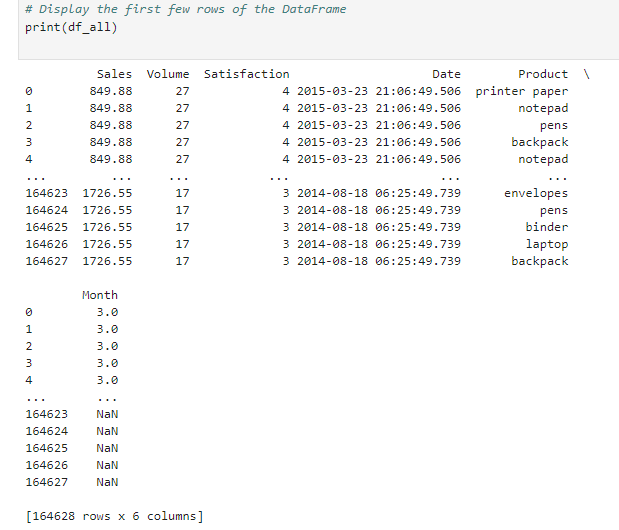 # Display the first few rows of the DataFrame
print(df_all)
Sales Volume Satisfaction Date Product \
0 849.88 27 4 2015-03-23 21:06:49.506 printer paper
1 849.88 27 4 2015-03-23 21:06:49.506 notepad
2 849.88 27 4 2015-03-23 21:06:49.506 pens
3 849.88 27 4 2015-03-23 21:06:49.506 backpack
4 849.88 27 4 2015-03-23 21:06:49.506 notepad
... ... ... ... ... ...
164623 1726.55 17 3 2014-08-18 06:25:49.739 envelopes
164624 1726.55 17 3 2014-08-18 06:25:49.739 pens
164625 1726.55 17 3 2014-08-18 06:25:49.739 binder
164626 1726.55 17 3 2014-08-18 06:25:49.739 laptop
164627 1726.55 17 3 2014-08-18 06:25:49.739 backpack
Month
0 3.0
1 3.0
2 3.0
3 3.0
4 3.0
... ...
164623 NaN
164624 NaN
164625 NaN
164626 NaN
164627 NaN
[164628 rows x 6 columns]